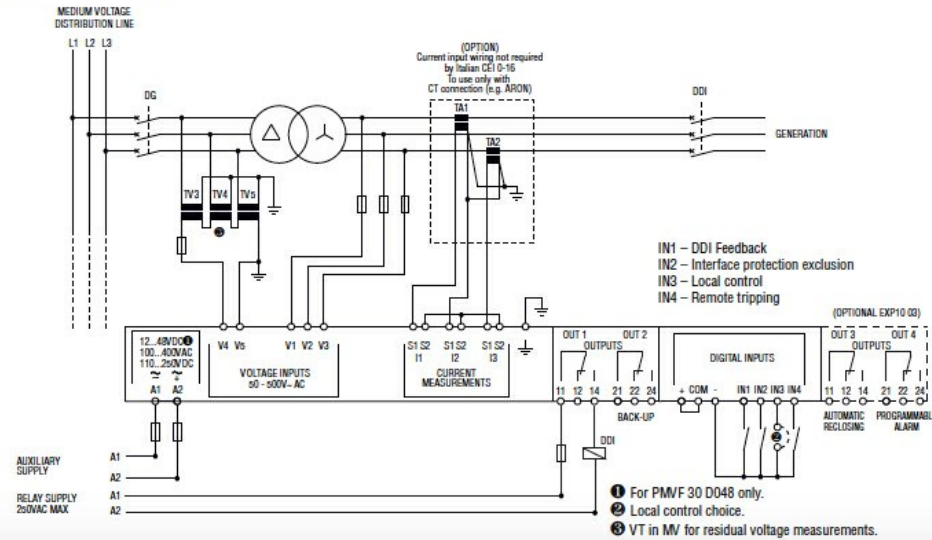 MEDIUM VOLTAGE
DISTRIBUTION LINE
L1 L2 L3
DG
(OPTION)
Current input wiring not required
by Italian CEI 0-16
To use only with
CT connection (e.g. ARON)
TA1
TA2
DDI
GENERATION
TV3 TV4 TV5
❸
IN1 – DDI Feedback
IN2 – Interface protection exclusion
IN3 – Local control
IN4 – Remote tripping
(OPTIONAL EXP10 03)
12...48VDC❶
100...400VAC
110...250VDC
A1 A2
V4 V5 V1 V2 V3
VOLTAGE INPUTS
50 - 500V~ AC
S1 S2 S1 S2 S1 S2
I1 I2 I3
CURRENT
MEASUREMENTS
OUT 1 OUT 2
OUTPUTS
11 12 14 21 22 24
BACK-UP
DIGITAL INPUTS
+ COM - IN1 IN2 IN3 IN4
❷
OUT 3 OUT 4
OUTPUTS
11 12 14 21 22 24
AUTOMATIC
RECLOSING
PROGRAMMABL
ALARM
DDI
AUXILIARY
SUPPLY
A1
A2
RELAY SUPPLY
250VAC MAX
A1
A2
❶ For PMVF 30 D048 only.
❷ Local control choice.
❸ VT in MV for residual voltage measurements.